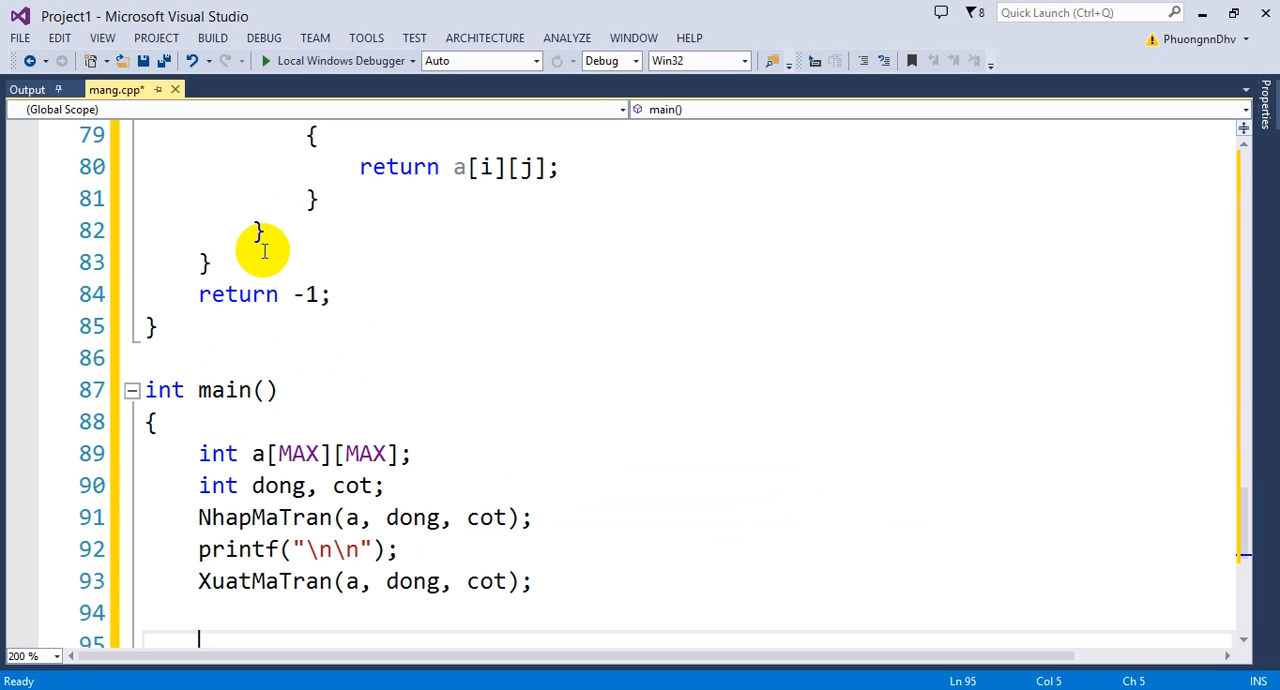 Project1 - Microsoft Visual Studio
8
Quick Launch (Ctrl+Q)
FILE EDIT VIEW PROJECT BUILD DEBUG TEAM TOOLS TEST ARCHITECTURE ANALYZE WINDOW HELP
PhuongnnDhv
Local Windows Debugger Auto Debug Win32
Output mang.cpp*
(Global Scope) main()
Properties
79 {
80 return a[i][j];
81 }
82 }
83 }
84 return -1;
85 }
86
87 int main()
88 {
89 int a[MAX][MAX];
90 int dong, cot;
91 NhapMaTran(a, dong, cot);
92 printf("\n\n");
93 XuatMaTran(a, dong, cot);
94
95
200 %
Ready Ln 95 Col 5 Ch 5 INS